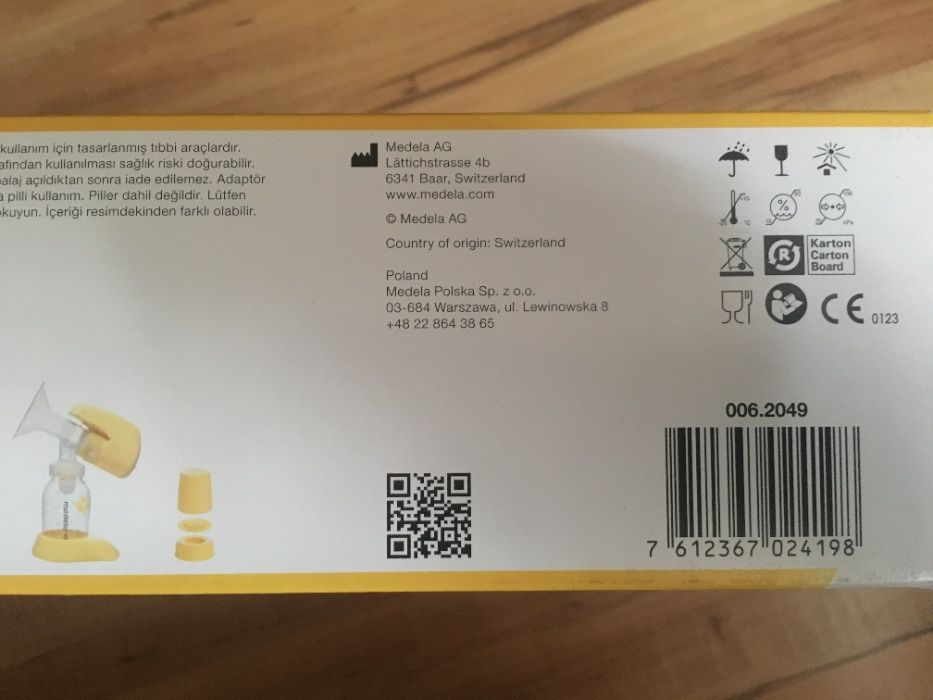 kullanım için tasarlanmış tıbbi araçlardır.
kullanılması sağlık riski doğurabilir.
açıldıktan sonra iade edilemez. Adaptör
pilli kullanım. Piller dahil değildir. Lütfen
İçeriği resimdekinden farklı olabilir.
Medela AG
Lättichstrasse 4b
6341 Baar, Switzerland
www.medela.com
© Medela AG
Country of origin: Switzerland
Poland
Medela Polska Sp. z o.o.
03-684 Warszawa, ul. Lewinowska 8
+48 22 864 38 65
%
°C
hPa
R
Karton
Carton
Board
CE 0123
medela
006.2049
7 612367 024198